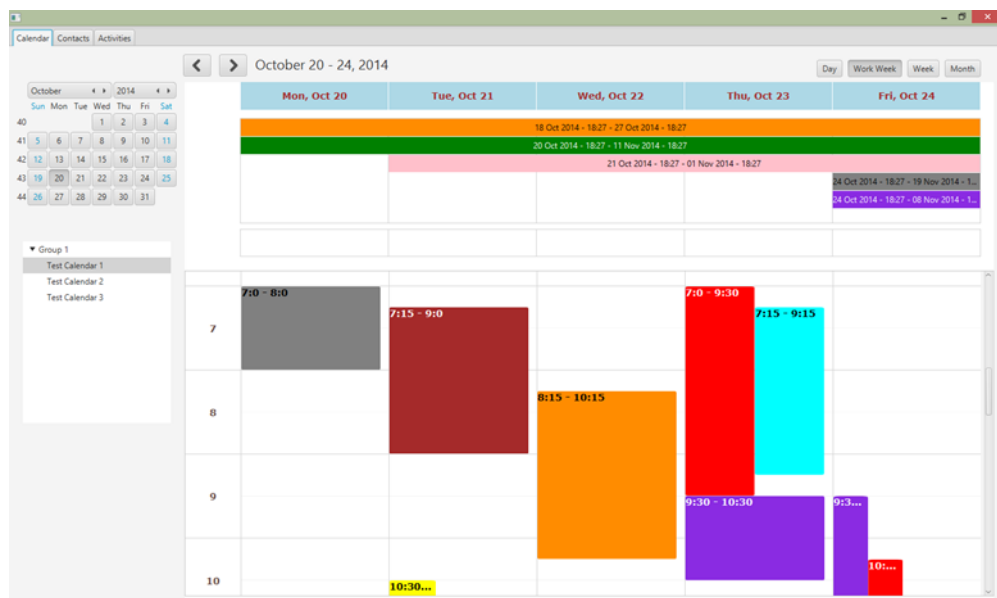 Calendar Contacts Activities
October 20 - 24, 2014
Day Work Week Week Month
October 2014
Sun Mon Tue Wed Thu Fri Sat
40 1 2 3 4
41 5 6 7 8 9 10 11
42 12 13 14 15 16 17 18
43 19 20 21 22 23 24 25
44 26 27 28 29 30 31
Group 1
Test Calendar 1
Test Calendar 2
Test Calendar 3
Mon, Oct 20 Tue, Oct 21 Wed, Oct 22 Thu, Oct 23 Fri, Oct 24
18 Oct 2014 - 18:27 - 27 Oct 2014 - 18:27
20 Oct 2014 - 18:27 - 11 Nov 2014 - 18:27
21 Oct 2014 - 18:27 - 01 Nov 2014 - 18:27
24 Oct 2014 - 18:27 - 19 Nov 2014 - 1...
24 Oct 2014 - 18:27 - 08 Nov 2014 - 1...
7:0 - 8:0 7:0 - 9:30
7:15 - 9:0 7:15 - 9:15
7
8:15 - 10:15
8
9
9:30 - 10:30 9:3...
10:...
10
10:30...